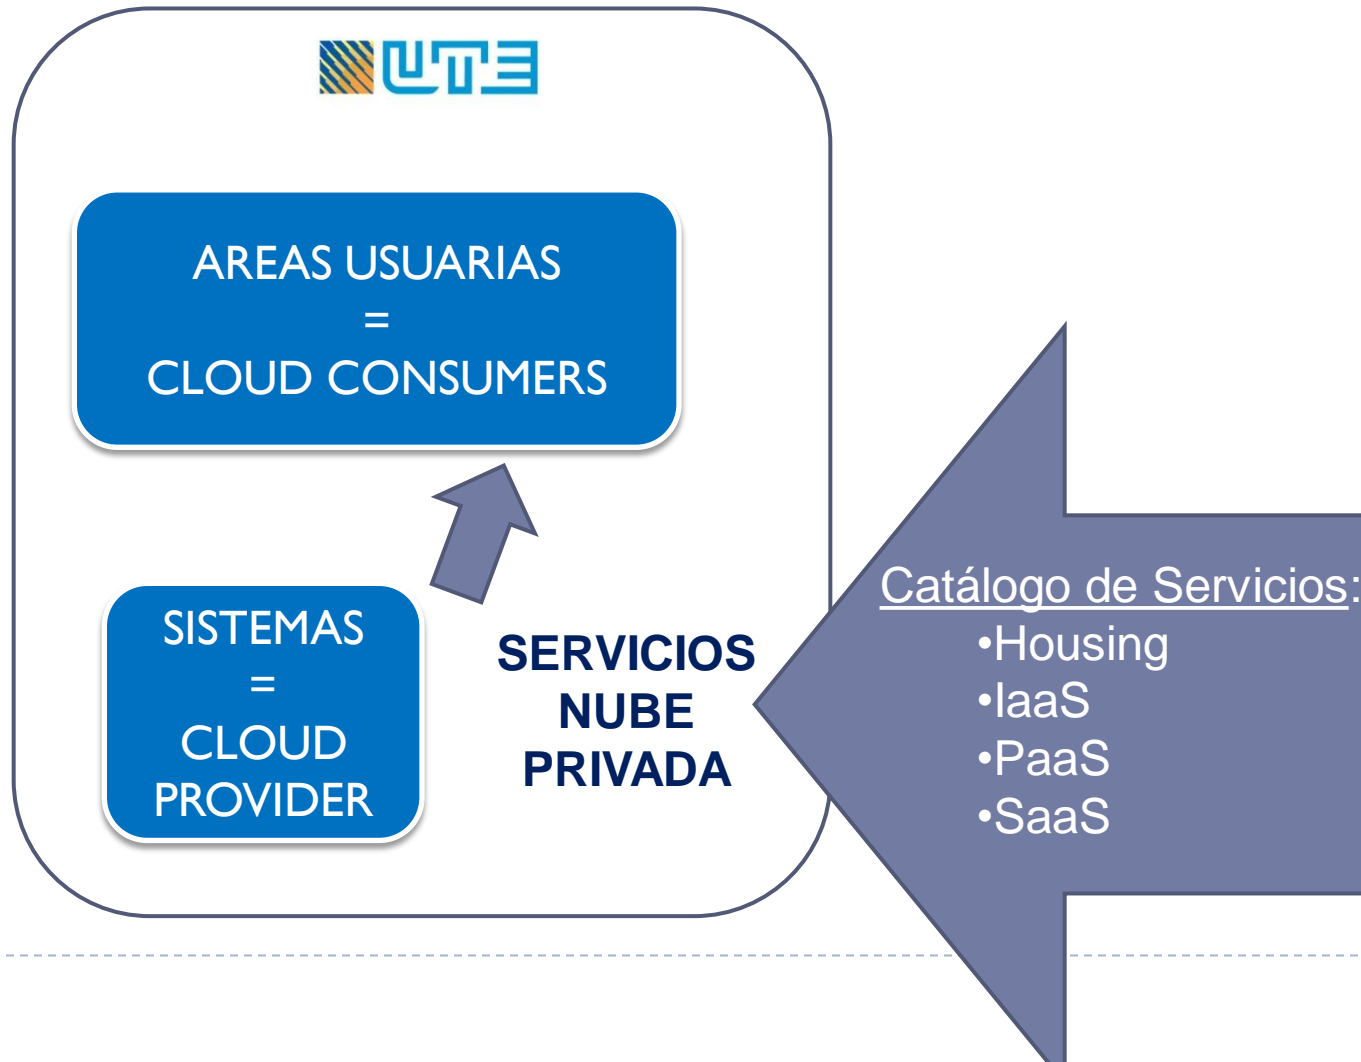 UTE
AREAS USUARIAS
=
CLOUD CONSUMERS
SISTEMAS
=
CLOUD
PROVIDER
SERVICIOS
NUBE
PRIVADA
Catálogo de Servicios:
•Housing
•IaaS
•PaaS
•SaaS